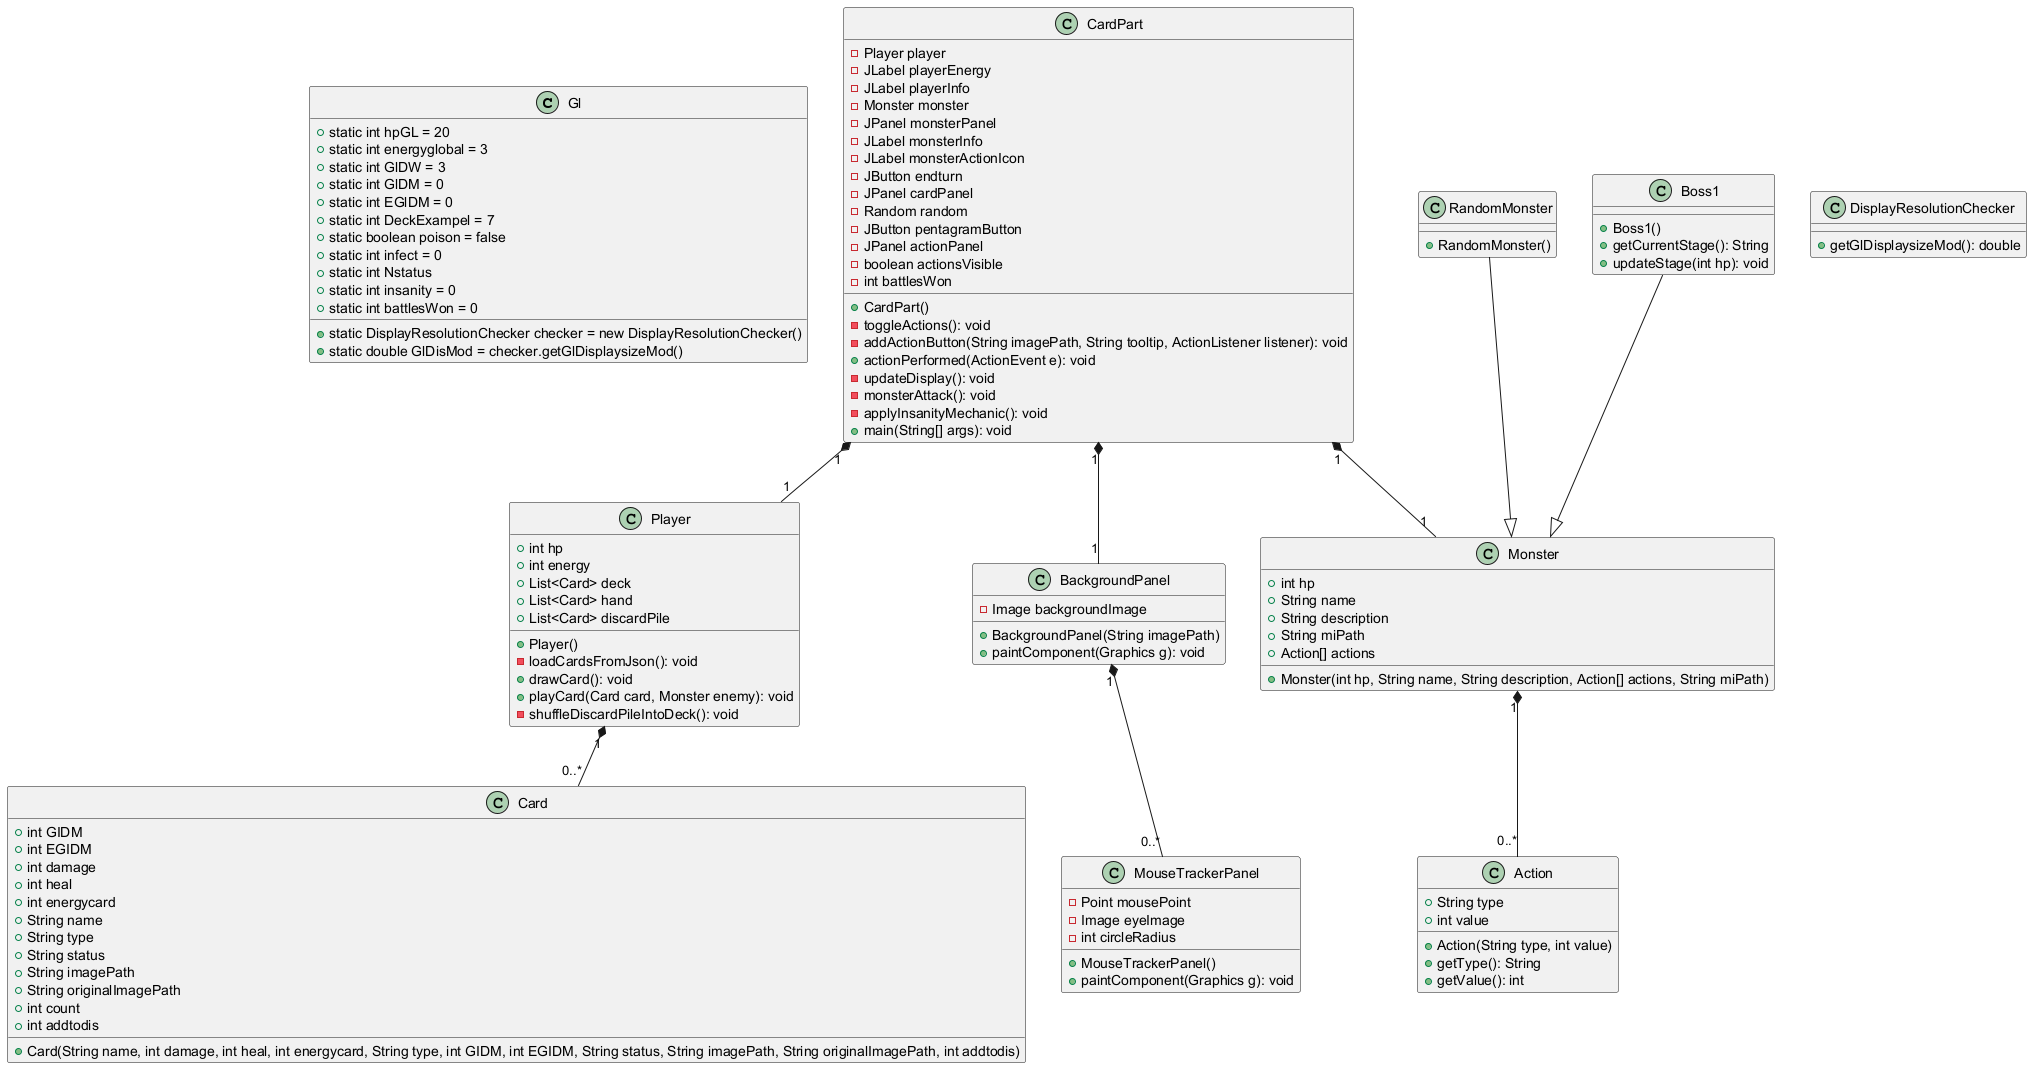 C CardPart
Player player
JLabel playerEnergy
JLabel playerInfo
Monster monster
JPanel monsterPanel
JLabel monsterInfo
JLabel monsterActionIcon
JButton endturn
JPanel cardPanel
Random random
JButton pentagramButton
JPanel actionPanel
boolean actionsVisible
int battlesWon
CardPart()
toggleActions(): void
addActionButton(String imagePath, String tooltip, ActionListener listener): void
actionPerformed(ActionEvent e): void
updateDisplay(): void
monsterAttack(): void
applyInsanityMechanic(): void
main(String[] args): void
C Gl
static int hpGL = 20
static int energyglobal = 3
static int GlDW = 3
static int GlDM = 0
static int EGlDM = 0
static int DeckExampel = 7
static boolean poison = false
static int infect = 0
static int Nstatus
static int insanity = 0
static int battlesWon = 0
static DisplayResolutionChecker checker = new DisplayResolutionChecker()
static double GlDisMod = checker.getGlDisplaysizeMod()
C RandomMonster
RandomMonster()
C Boss1
Boss1()
getCurrentStage(): String
updateStage(int hp): void
C DisplayResolutionChecker
getGlDisplaysizeMod(): double
1
1
1
1
1
1
C Player
int hp
int energy
List<Card> deck
List<Card> hand
List<Card> discardPile
Player()
loadCardsFromJson(): void
drawCard(): void
playCard(Card card, Monster enemy): void
shuffleDiscardPileIntoDeck(): void
C BackgroundPanel
Image backgroundImage
BackgroundPanel(String imagePath)
paintComponent(Graphics g): void
C Monster
int hp
String name
String description
String miPath
Action[] actions
Monster(int hp, String name, String description, Action[] actions, String miPath)
1
0..*
1
0..*
1
0..*
C Card
int GlDM
int EGlDM
int damage
int heal
int energycard
String name
String type
String status
String imagePath
String originalImagePath
int count
int addtodis
Card(String name, int damage, int heal, int energycard, String type, int GlDM, int EGlDM, String status, String imagePath, String originalImagePath, int addtodis)
C MouseTrackerPanel
Point mousePoint
Image eyeImage
int circleRadius
MouseTrackerPanel()
paintComponent(Graphics g): void
C Action
String type
int value
Action(String type, int value)
getType(): String
getValue(): int